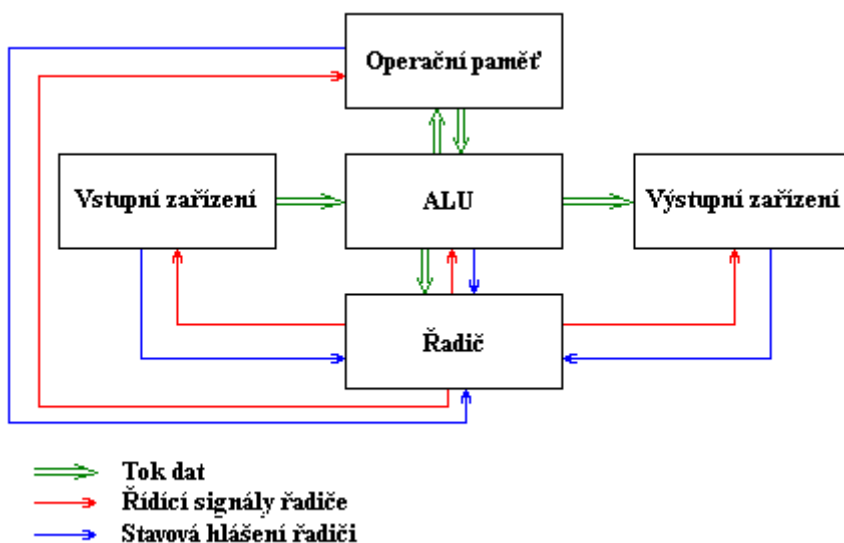 Operační paměť
Vstupní zařízení
ALU
Výstupní zařízení
Řadič
Tok dat
Řídící signály řadiče
Stavová hlášení řadiči